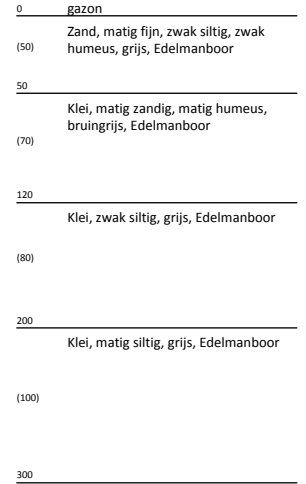 0 gazon
Zand, matig fijn, zwak siltig, zwak
(50) humeus, grijs, Edelmanboor
50
Klei, matig zandig, matig humeus,
bruingrijs, Edelmanboor
(70)
120
Klei, zwak siltig, grijs, Edelmanboor
(80)
200
Klei, matig siltig, grijs, Edelmanboor
(100)
300